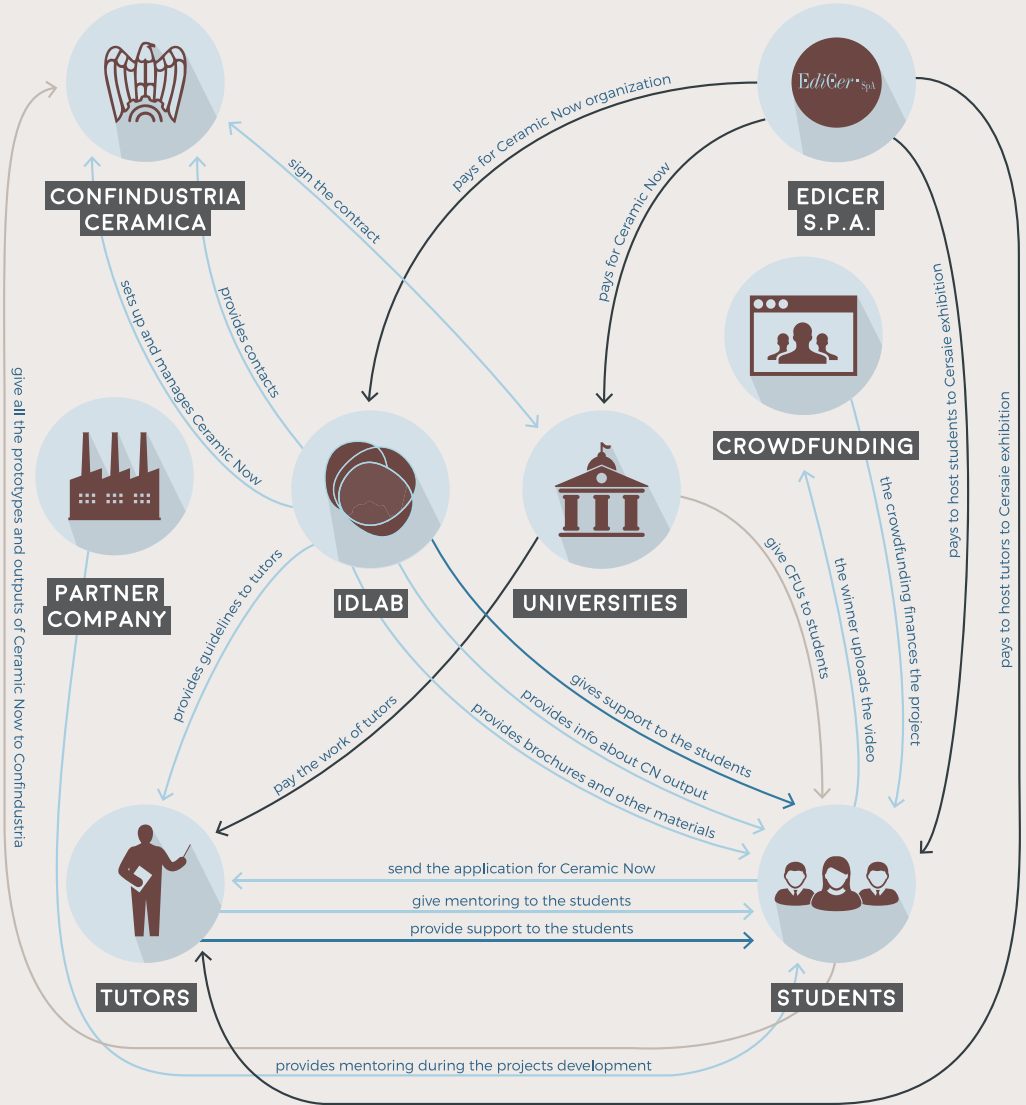 EdiCer SpA
pays for Ceramic Now organization
CONFINDUSTRIA
CERAMICA
sign the contract
pays for Ceramic Now
EDICER
S.P.A.
sets up and manages Ceramic Now
provides contacts
pays to host students to Cersaie exhibition
pays to host tutors to Cersaie exhibition
give all the prototypes and outputs of Ceramic Now to Confindustria
CROWDFUNDING
the crowdfunding finances the project
the winner uploads the video
give CFUs to students
PARTNER
COMPANY
IDLAB
UNIVERSITIES
provides guidelines to tutors
gives support to the students
provides info about CN output
provides brochures and other materials
pay the work of tutors
send the application for Ceramic Now
give mentoring to the students
provide support to the students
TUTORS
STUDENTS
provides mentoring during the projects development